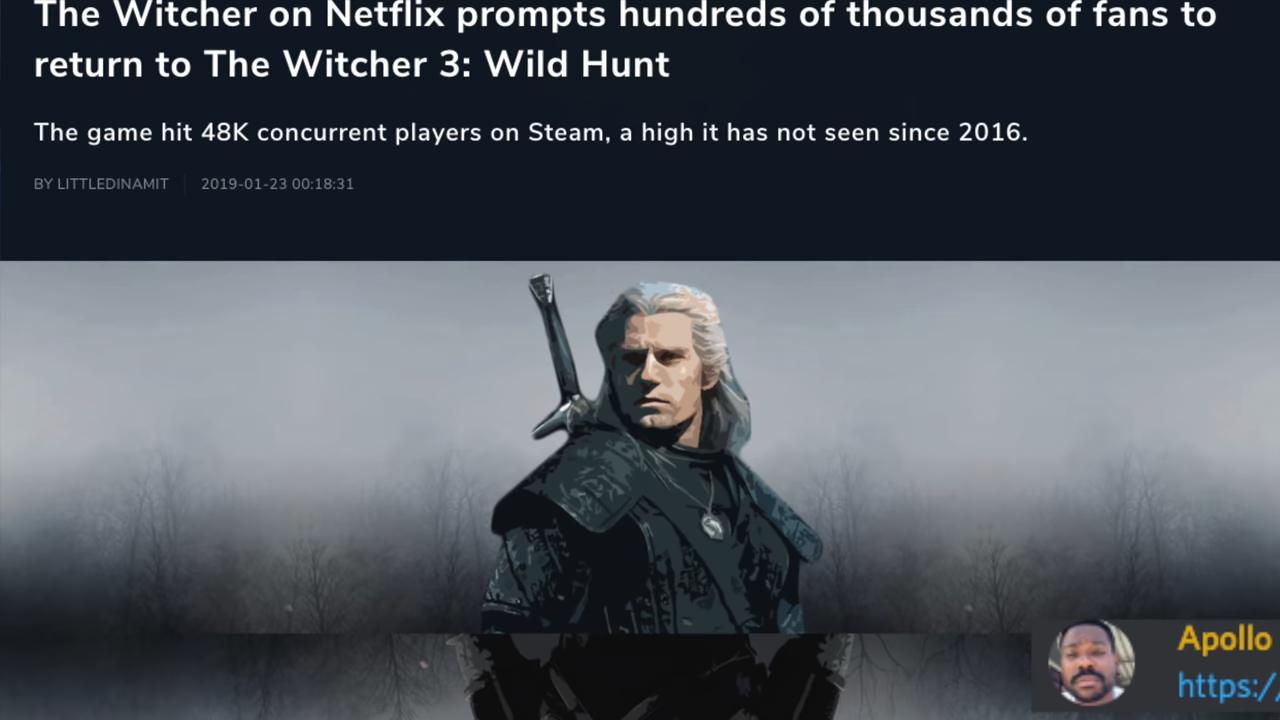 The Witcher on Netflix prompts hundreds of thousands of fans to
return to The Witcher 3: Wild Hunt
The game hit 48K concurrent players on Steam, a high it has not seen since 2016.
BY LITTLEDINAMIT 2019-01-23 00:18:31
Apollo
https:/